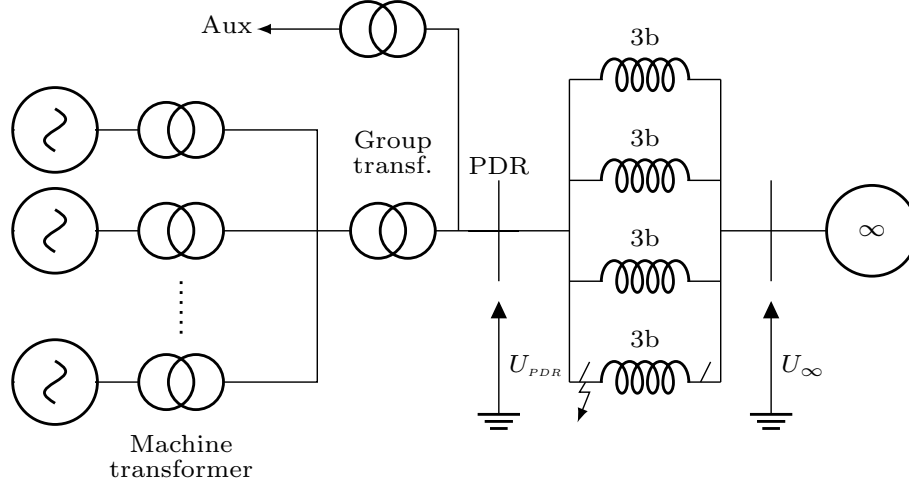 Aux
3b
Group
transf.
PDR
3b
∞
3b
3b
U_PDR
U_∞
Machine
transformer